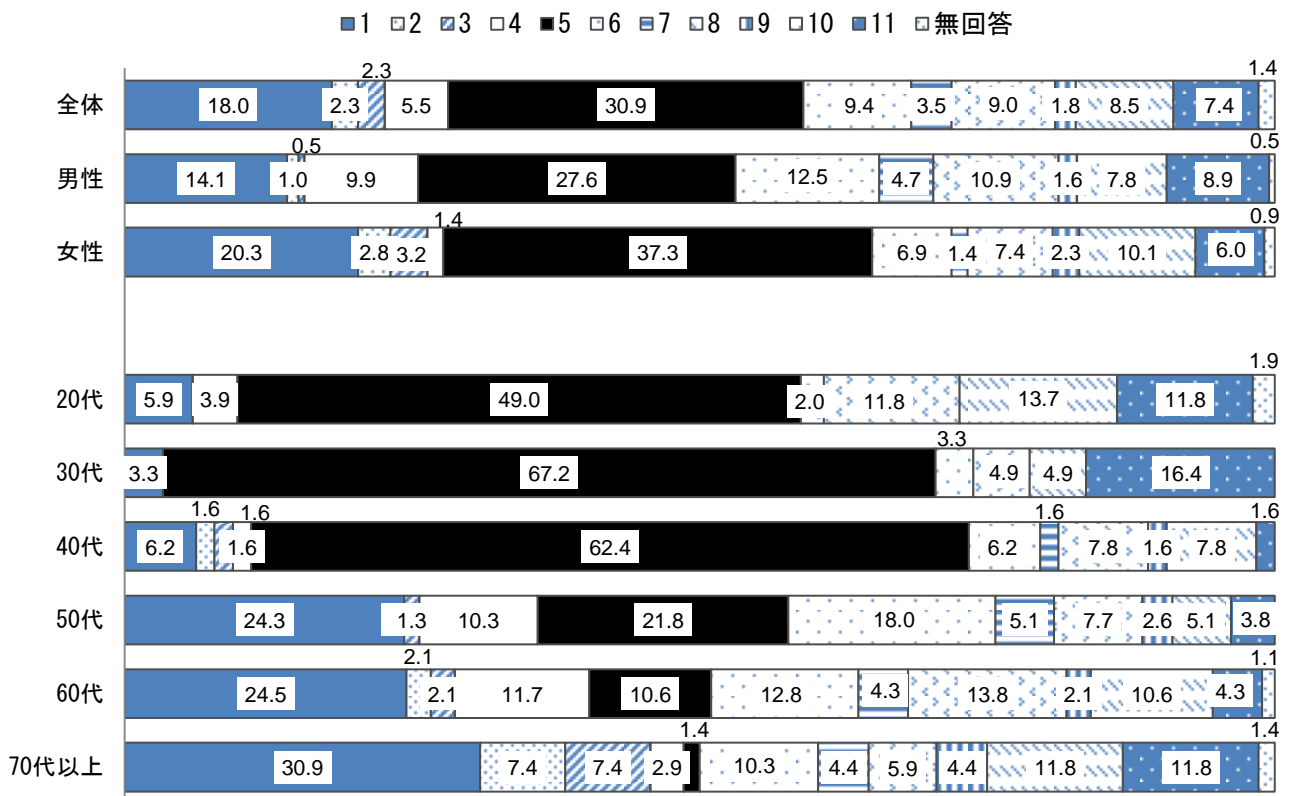 1 2 3 4 5 6 7 8 9 10 11 無回答
2.3 1.4
全体 18.0 2.3 5.5 30.9 9.4 3.5 9.0 1.8 8.5 7.4
0.5 0.5
男性 14.1 1.0 9.9 27.6 12.5 4.7 10.9 1.6 7.8 8.9
1.4 0.9
女性 20.3 2.8 3.2 37.3 6.9 1.4 7.4 2.3 10.1 6.0
1.9
20代 5.9 3.9 49.0 2.0 11.8 13.7 11.8
3.3
30代 3.3 67.2 4.9 4.9 16.4
1.6 1.6 1.6 1.6
40代 6.2 1.6 62.4 6.2 7.8 1.6 7.8
50代 24.3 1.3 10.3 21.8 18.0 5.1 7.7 2.6 5.1 3.8
2.1 1.1
60代 24.5 2.1 11.7 10.6 12.8 4.3 13.8 2.1 10.6 4.3
1.4 1.4
70代以上 30.9 7.4 7.4 2.9 10.3 4.4 5.9 4.4 11.8 11.8